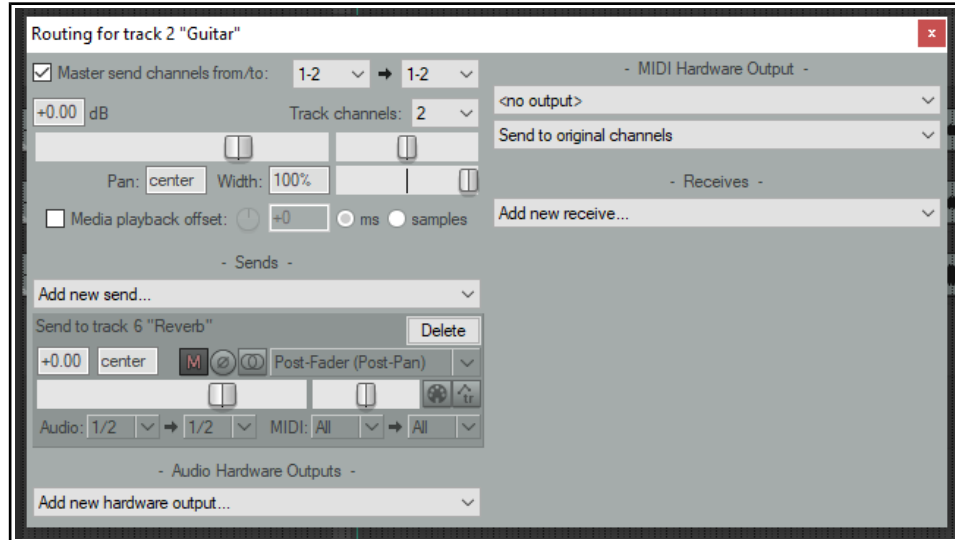 Routing for track 2 "Guitar"
x
Master send channels from/to: 1-2 1-2
+0.00 dB Track channels: 2
Pan: center Width: 100%
Media playback offset: +0 ms samples
- Sends -
Add new send...
Send to track 6 "Reverb" Delete
+0.00 center M Post-Fader (Post-Pan)
tr
Audio: 1/2 1/2 MIDI: All All
- Audio Hardware Outputs -
Add new hardware output...
- MIDI Hardware Output -
<no output>
Send to original channels
- Receives -
Add new receive...